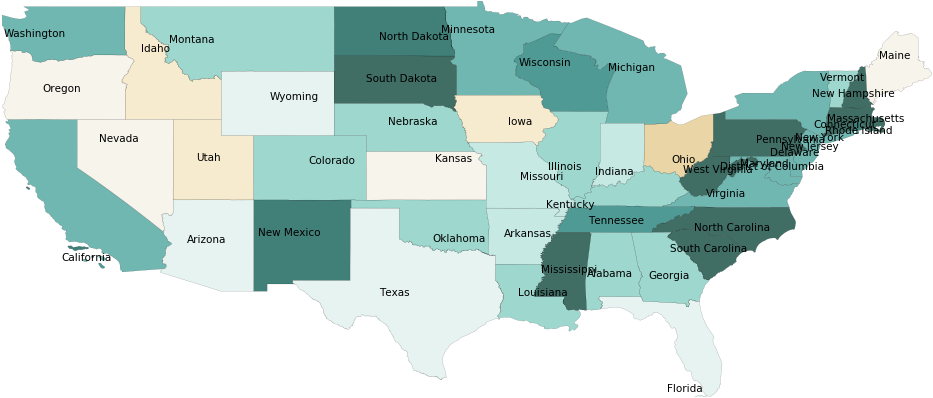 Washington
Montana
North Dakota
Minnesota
Idaho
Wisconsin
Michigan
Maine
Oregon
South Dakota
Vermont
New Hampshire
Wyoming
Nebraska
Iowa
Massachusetts
Connecticut
Rhode Island
Nevada
Pennsylvania
New York
New Jersey
Delaware
Utah
Colorado
Kansas
Illinois
Indiana
Ohio
Maryland
District of Columbia
West Virginia
Missouri
Virginia
Kentucky
Tennessee
North Carolina
New Mexico
Arizona
Oklahoma
Arkansas
South Carolina
California
Mississippi
Alabama
Georgia
Texas
Louisiana
Florida